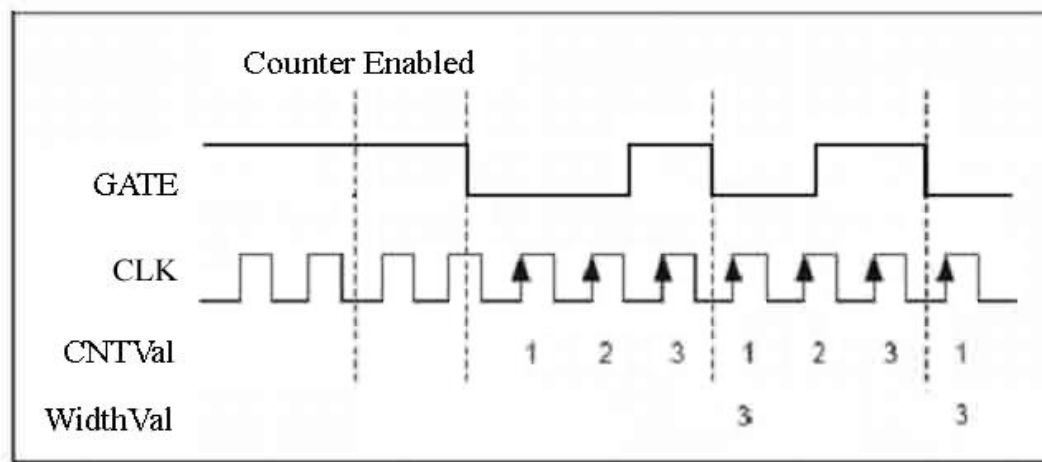 Counter Enabled
GATE
CLK
CNTVal 1 2 3 1 2 3 1
WidthVal 3 3